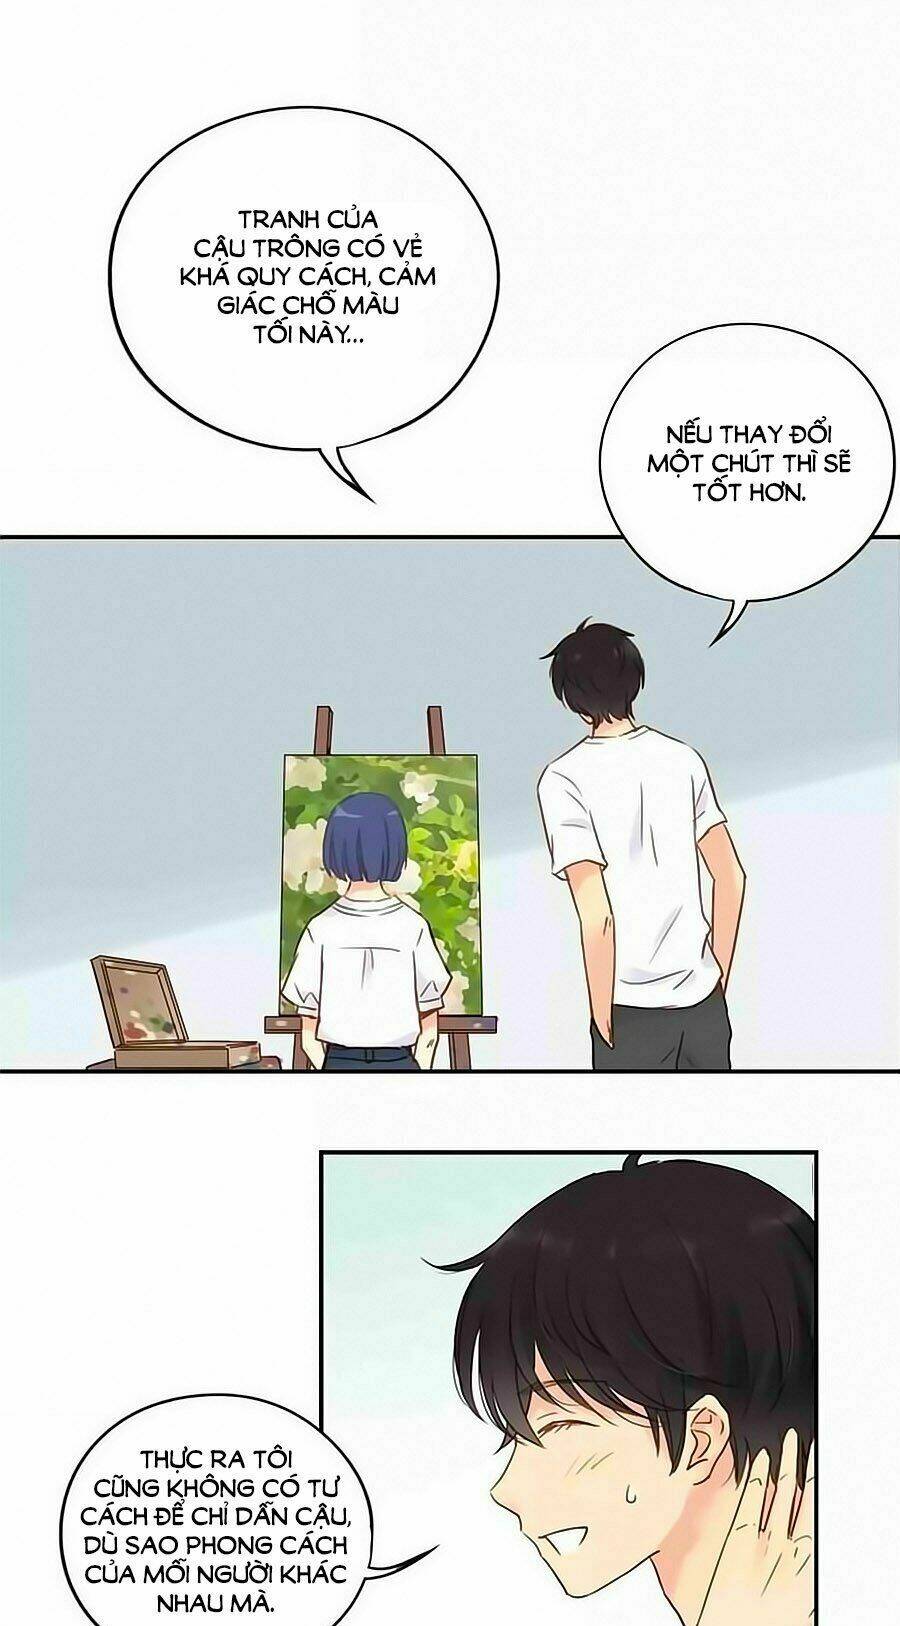 TRANH CỦA
CẬU TRÔNG CÓ VẺ
KHÁ QUY CÁCH, CẢM
GIÁC CHỖ MÀU
TỐI NÀY...
NẾU THAY ĐỔI
MỘT CHÚT THÌ SẼ
TỐT HƠN.
THỰC RA TÔI
CŨNG KHÔNG CÓ TƯ
CÁCH ĐỂ CHỈ DẪN CẬU,
DÙ SAO PHONG CÁCH
CỦA MỖI NGƯỜI KHÁC
NHAU MÀ.